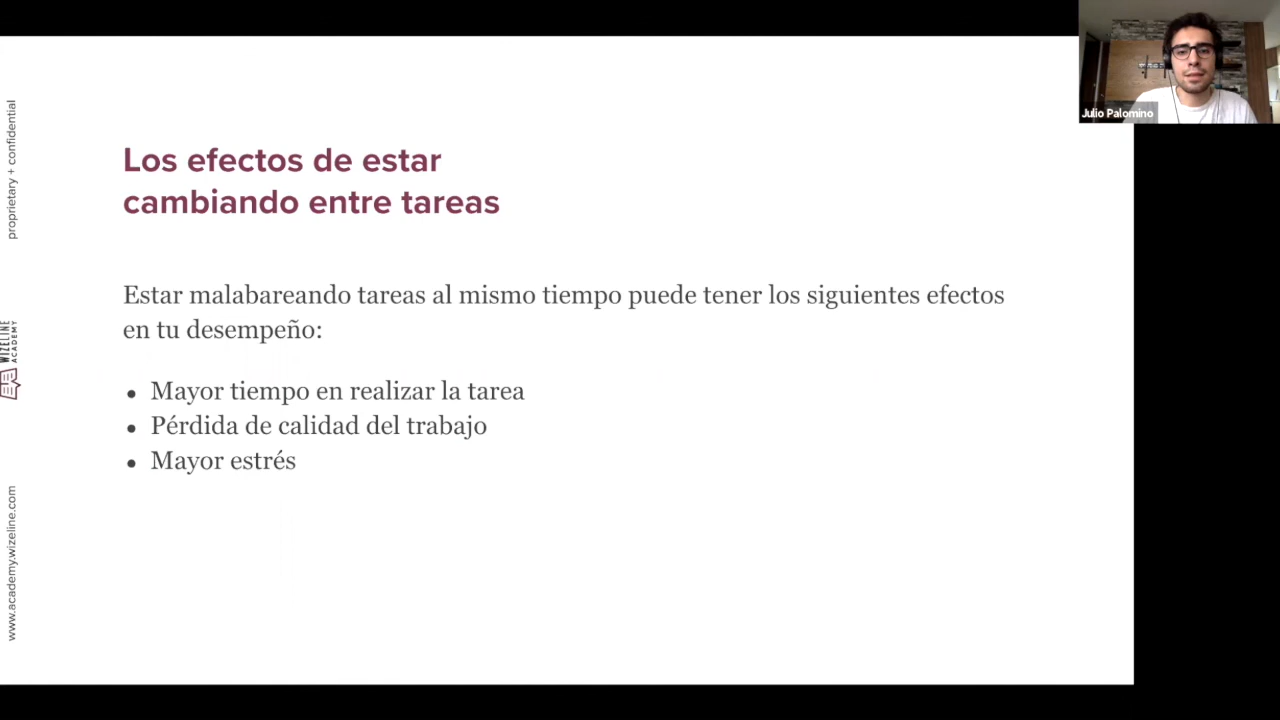 Julio Palomino
Los efectos de estar
cambiando entre tareas
Estar malabareando tareas al mismo tiempo puede tener los siguientes efectos
en tu desempeño:
• Mayor tiempo en realizar la tarea
• Pérdida de calidad del trabajo
• Mayor estrés
proprietary + confidential
WIZELINE
ACADEMY
www.academy.wizeline.com